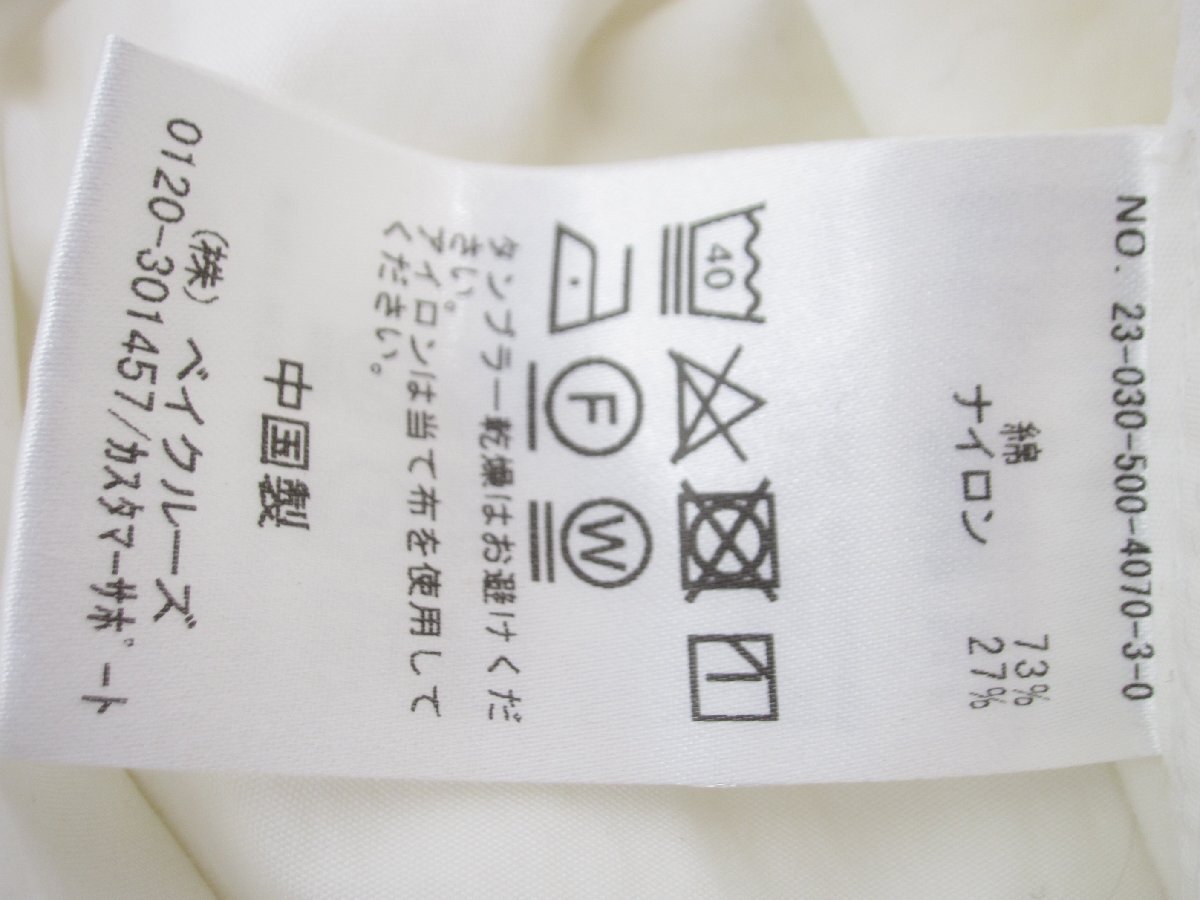 NO. 23-030-500-4070-3-0
綿 73%
ナイロン 27%
40
F
W
タンブラー乾燥はお避けくだ
さい。
アイロンは当て布を使用して
ください。
中国製
(株) ベイクルーズ
0120-301457/ｶｽﾀﾏｰｻﾎﾟｰﾄ